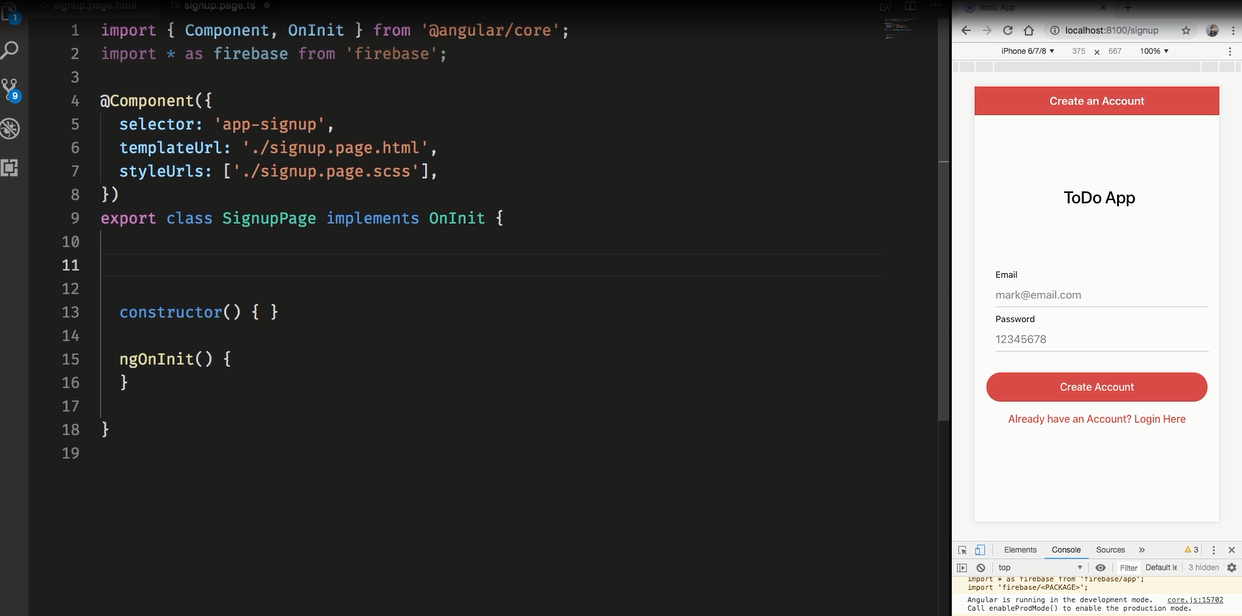 signup.page.html
TS signup.page.ts
1 import { Component, OnInit } from '@angular/core';
2 import * as firebase from 'firebase';
3
4 @Component({
5 selector: 'app-signup',
6 templateUrl: './signup.page.html',
7 styleUrls: ['./signup.page.scss'],
8 })
9 export class SignupPage implements OnInit {
10
11
12
13 constructor() { }
14
15 ngOnInit() {
16 }
17
18 }
19
1
9
Ionic App
localhost:8100/signup
iPhone 6/7/8 ▼ 375 × 667 100% ▼
Create an Account
ToDo App
Email
mark@email.com
Password
12345678
Create Account
Already have an Account? Login Here
Elements Console Sources » 3
top ▼ Filter Default le 3 hidden
import * as firebase from 'firebase/app';
import 'firebase/<PACKAGE>';
Angular is running in the development mode. core.js:15702
Call enableProdMode() to enable the production mode.